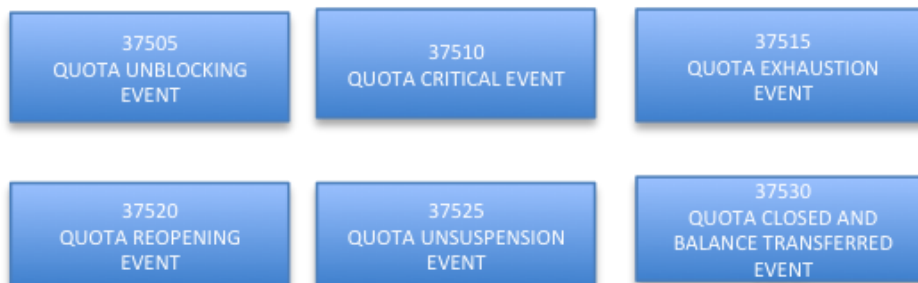 37505
QUOTA UNBLOCKING
EVENT
37510
QUOTA CRITICAL EVENT
37515
QUOTA EXHAUSTION
EVENT
37520
QUOTA REOPENING
EVENT
37525
QUOTA UNSUSPENSION
EVENT
37530
QUOTA CLOSED AND
BALANCE TRANSFERRED
EVENT